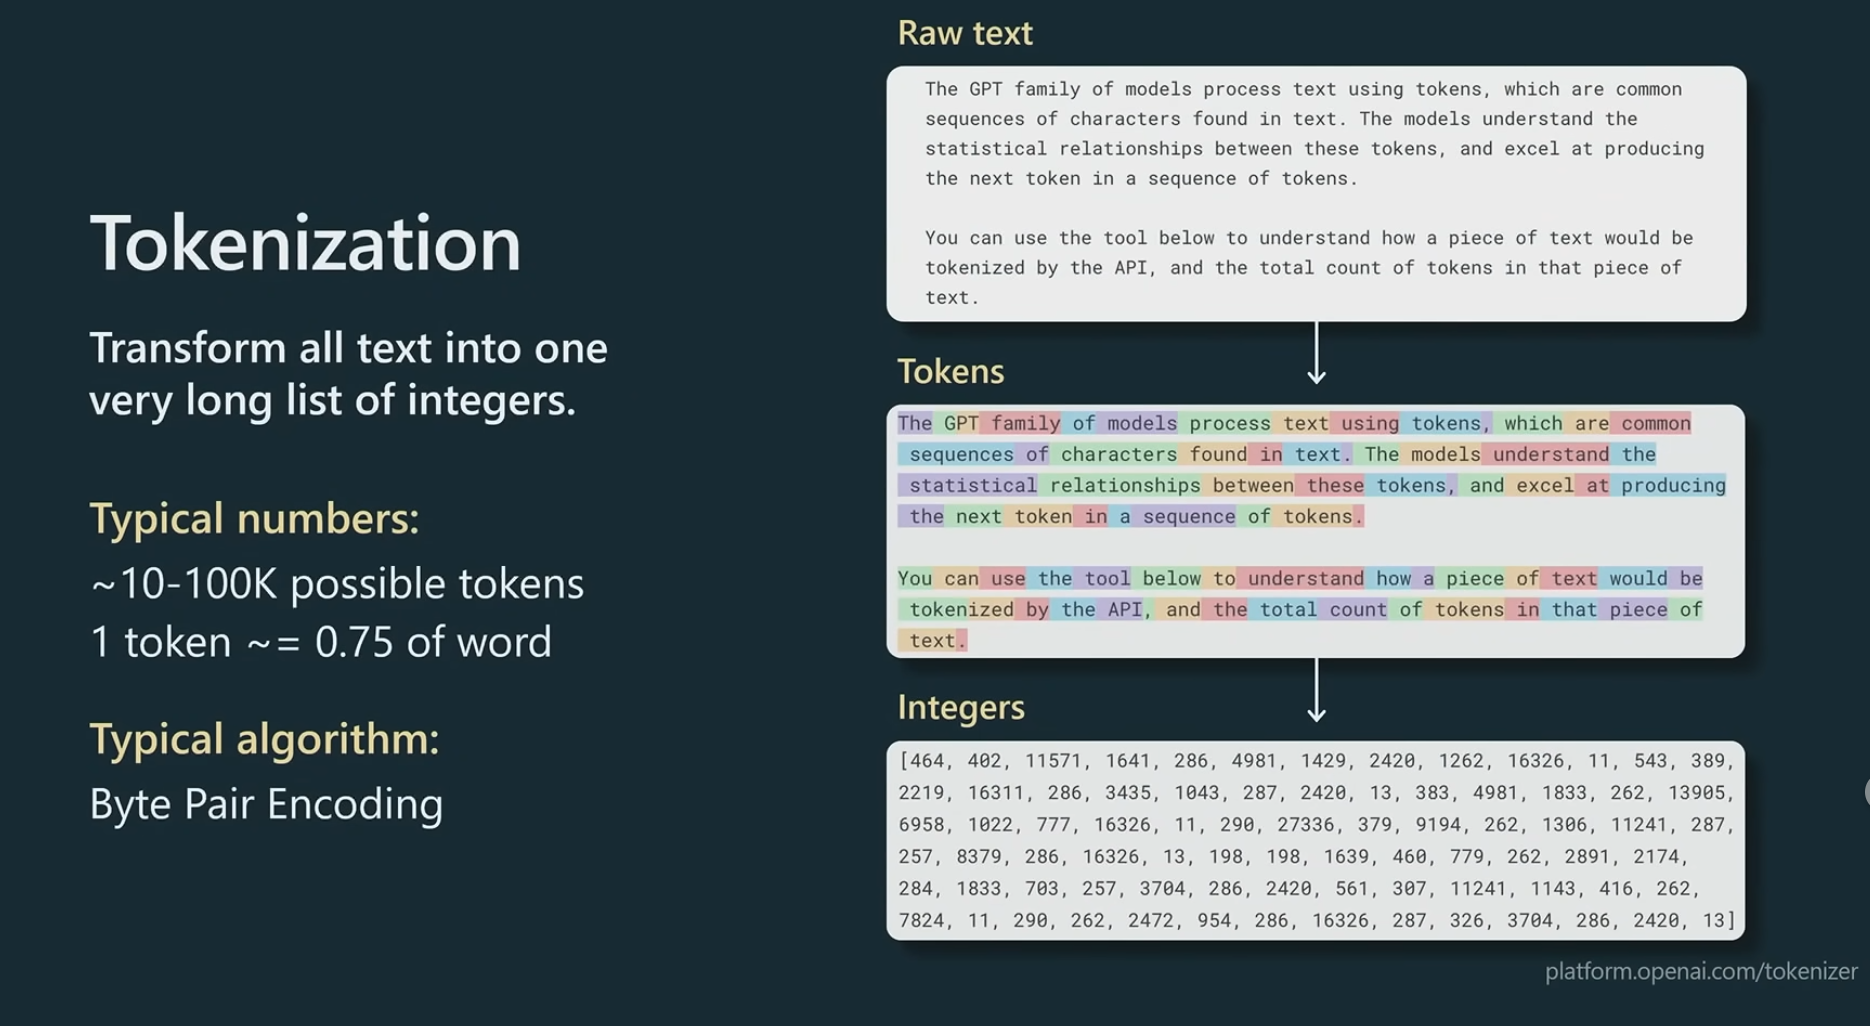 Tokenization
Transform all text into one
very long list of integers.
Typical numbers:
~10-100K possible tokens
1 token ~= 0.75 of word
Typical algorithm:
Byte Pair Encoding
Raw text
The GPT family of models process text using tokens, which are common
sequences of characters found in text. The models understand the
statistical relationships between these tokens, and excel at producing
the next token in a sequence of tokens.
You can use the tool below to understand how a piece of text would be
tokenized by the API, and the total count of tokens in that piece of
text.
Tokens
The GPT family of models process text using tokens, which are common
sequences of characters found in text. The models understand the
statistical relationships between these tokens, and excel at producing
the next token in a sequence of tokens.
You can use the tool below to understand how a piece of text would be
tokenized by the API, and the total count of tokens in that piece of
text.
Integers
[464, 402, 11571, 1641, 286, 4981, 1429, 2420, 1262, 16326, 11, 543, 389,
2219, 16311, 286, 3435, 1043, 287, 2420, 13, 383, 4981, 1833, 262, 13905,
6958, 1022, 777, 16326, 11, 290, 27336, 379, 9194, 262, 1306, 11241, 287,
257, 8379, 286, 16326, 13, 198, 198, 1639, 460, 779, 262, 2891, 2174,
284, 1833, 703, 257, 3704, 286, 2420, 561, 307, 11241, 1143, 416, 262,
7824, 11, 290, 262, 2472, 954, 286, 16326, 287, 326, 3704, 286, 2420, 13]
platform.openai.com/tokenizer